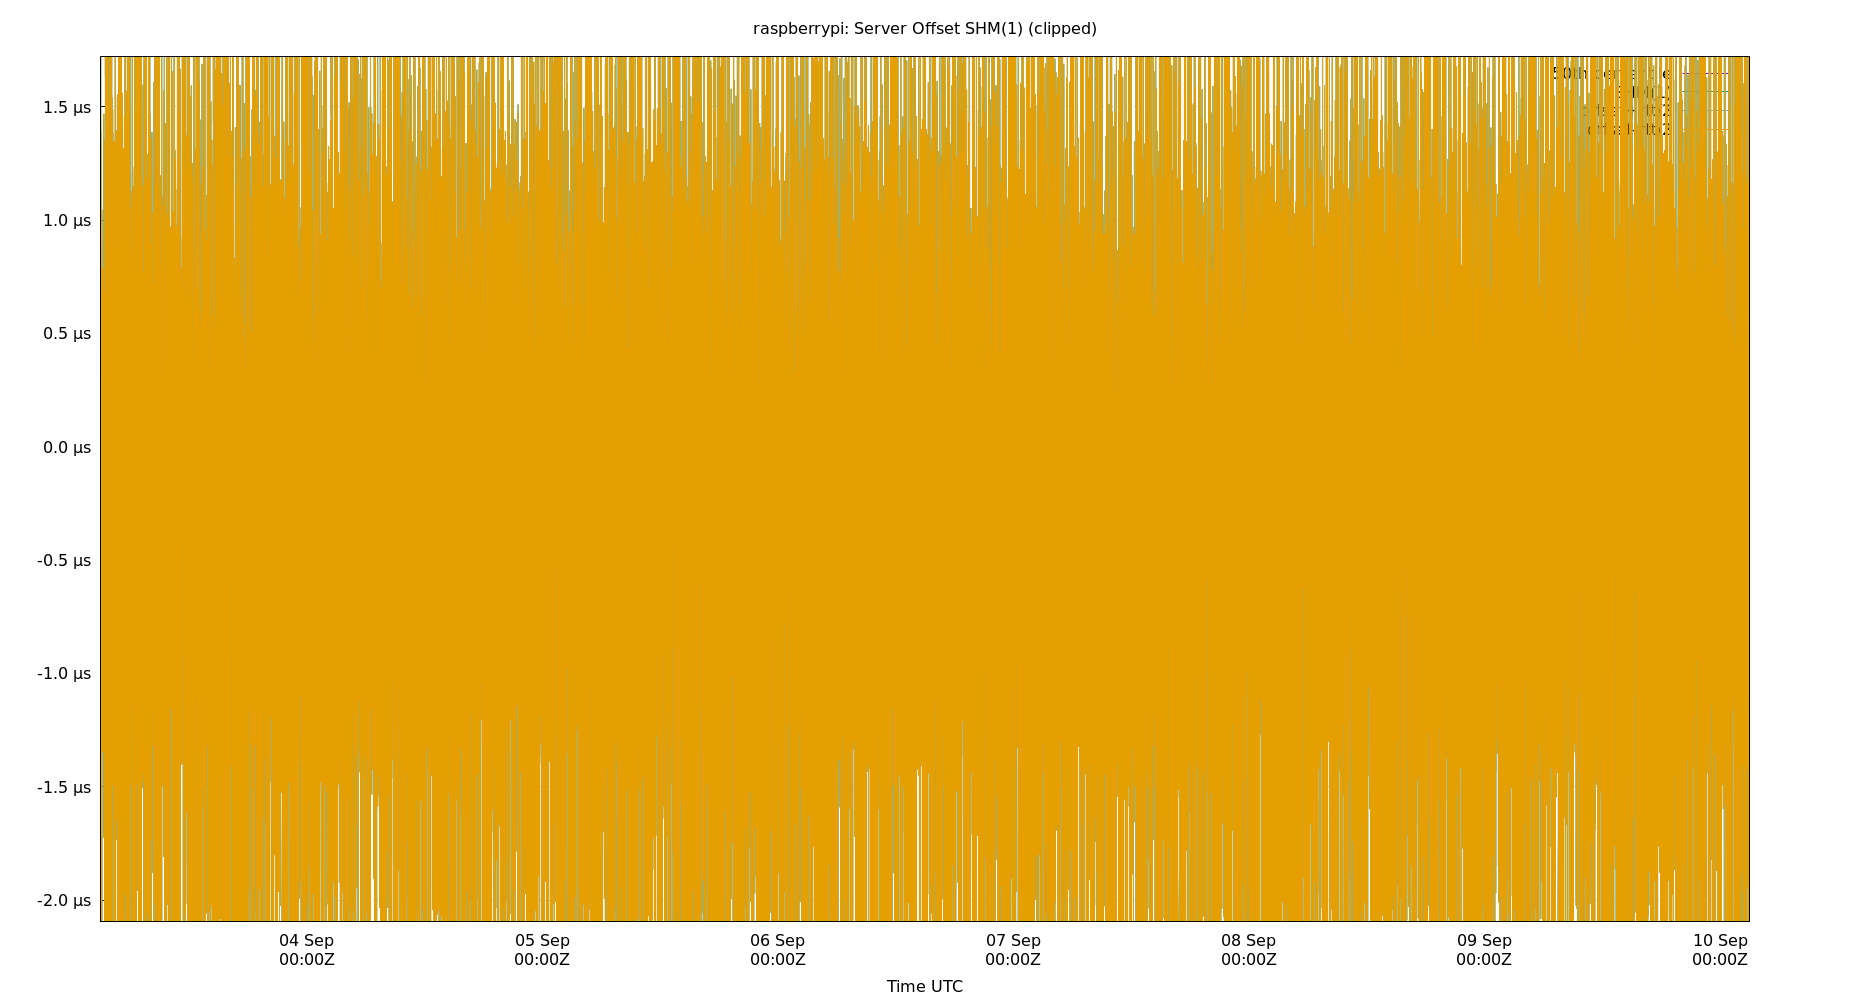 raspberrypi: Server Offset SHM(1) (clipped)
1.5 µs
1.0 µs
0.5 µs
0.0 µs
-0.5 µs
-1.0 µs
-1.5 µs
-2.0 µs
04 Sep 05 Sep 06 Sep 07 Sep 08 Sep 09 Sep 10 Sep
00:00Z 00:00Z 00:00Z 00:00Z 00:00Z 00:00Z 00:00Z
Time UTC